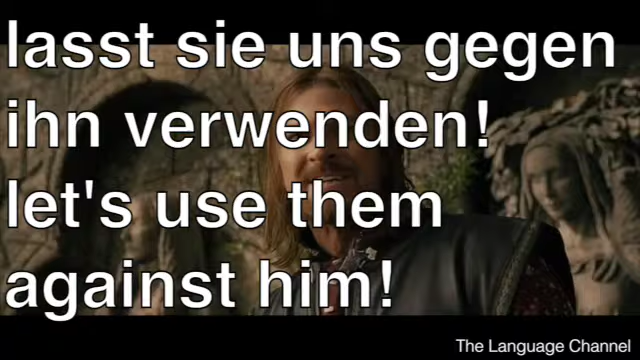 lasst sie uns gegen
ihn verwenden!
let's use them
against him!
The Language Channel